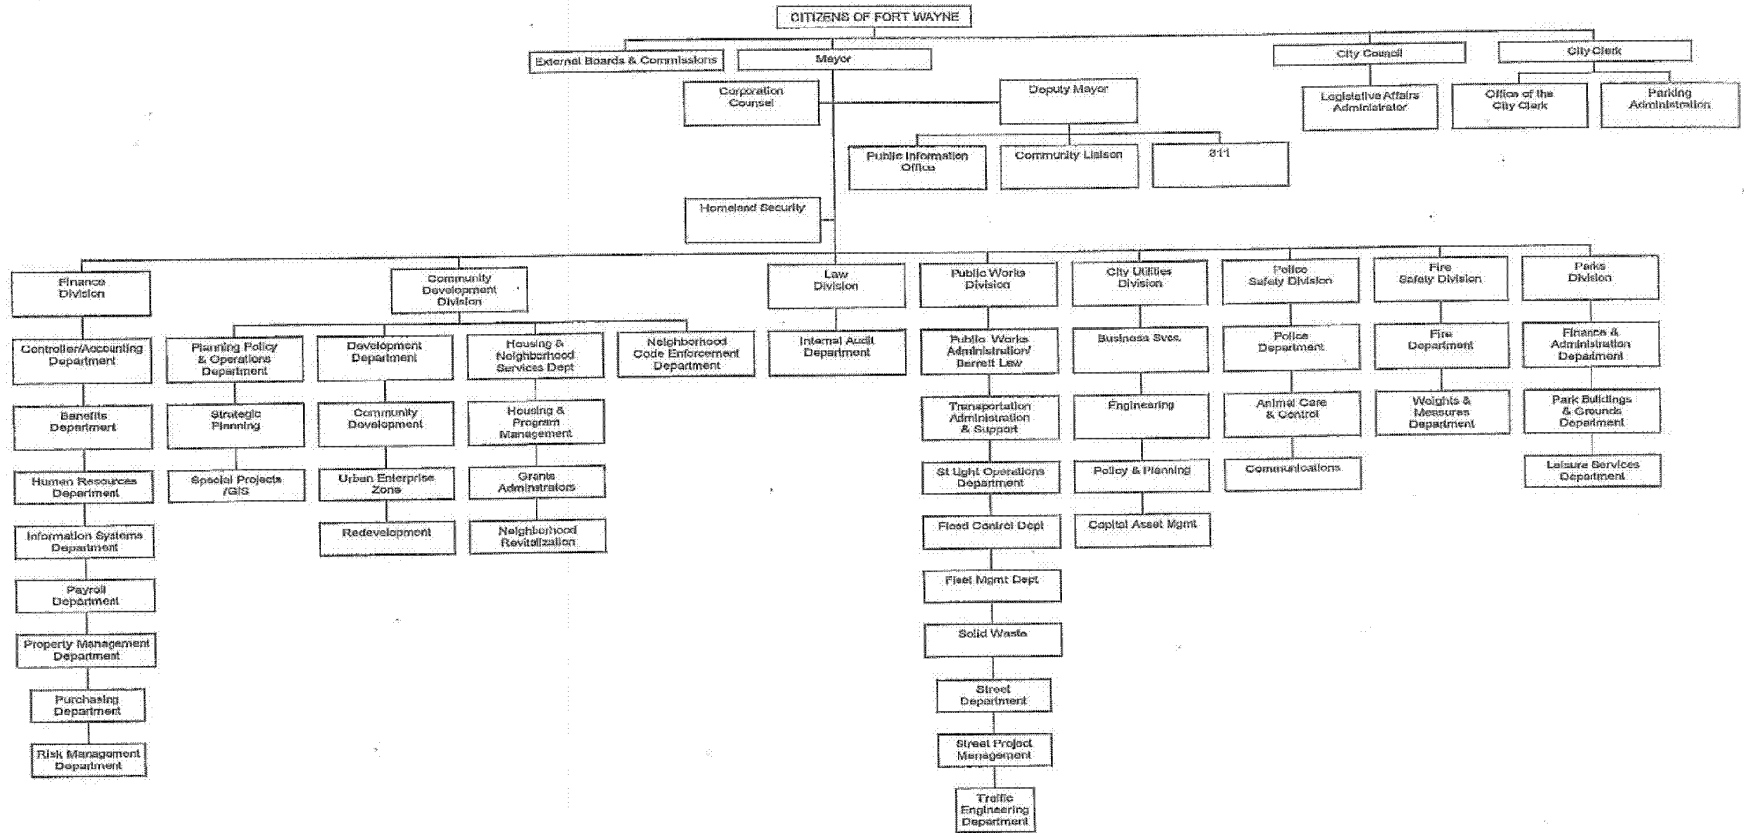 CITIZENS OF FORT WAYNE
External Boards & Commissions
Mayor
City Council
City Clerk
Corporation
Counsel
Deputy Mayor
Legislative Affairs
Administrator
Office of the
City Clerk
Parking
Administration
Public Information
Office
Community Liaison
311
Homeland Security
Finance
Division
Community
Development
Division
Law
Division
Public Works
Division
City Utilities
Division
Police
Safety Division
Fire
Safety Division
Parks
Division
Controller/Accounting
Department
Planning Policy
& Operations
Department
Development
Department
Housing &
Neighborhood
Services Dept
Neighborhood
Code Enforcement
Department
Internal Audit
Department
Public Works
Administration/
Barrett Law
Business Svcs.
Police
Department
Fire
Department
Finance &
Administration
Department
Benefits
Department
Strategic
Planning
Community
Development
Housing &
Program
Management
Transportation
Administration
& Support
Engineering
Animal Care
& Control
Weights &
Measures
Department
Park Buildings
& Grounds
Department
Human Resources
Department
Special Projects
/GIS
Urban Enterprise
Zone
Grants
Adminstrators
St Light Operations
Department
Policy & Planning
Communications
Leisure Services
Department
Information Systems
Department
Redevelopment
Neighborhood
Revitalization
Flood Control Dept
Capital Asset Mgmt
Payroll
Department
Fleet Mgmt Dept
Property Management
Department
Solid Waste
Purchasing
Department
Street
Department
Risk Management
Department
Street Project
Management
Traffic
Engineering
Department